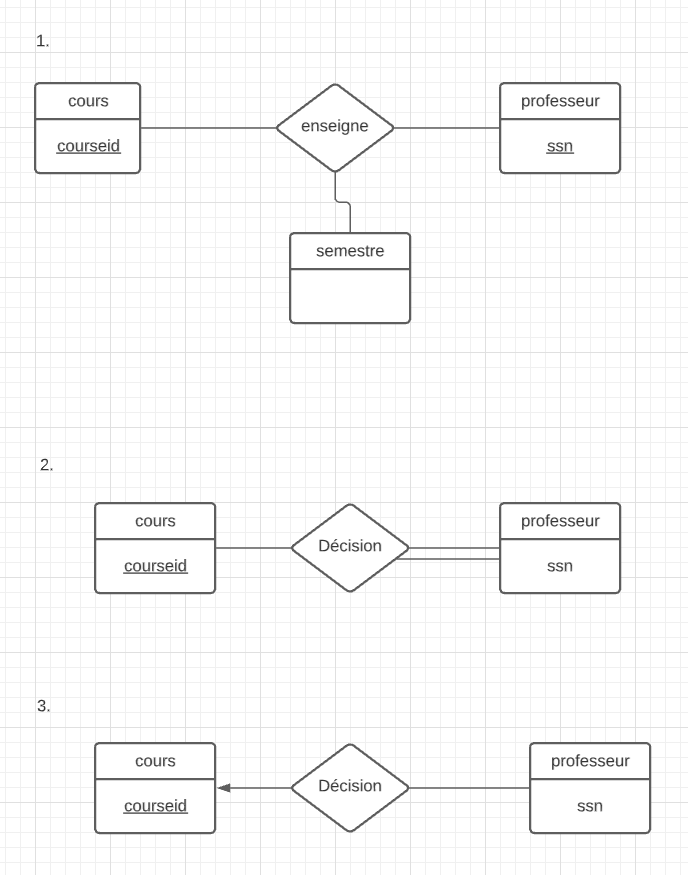 1.
cours
enseigne
professeur
courseid
ssn
semestre
2.
cours
Décision
professeur
courseid
ssn
3.
cours
Décision
professeur
courseid
ssn